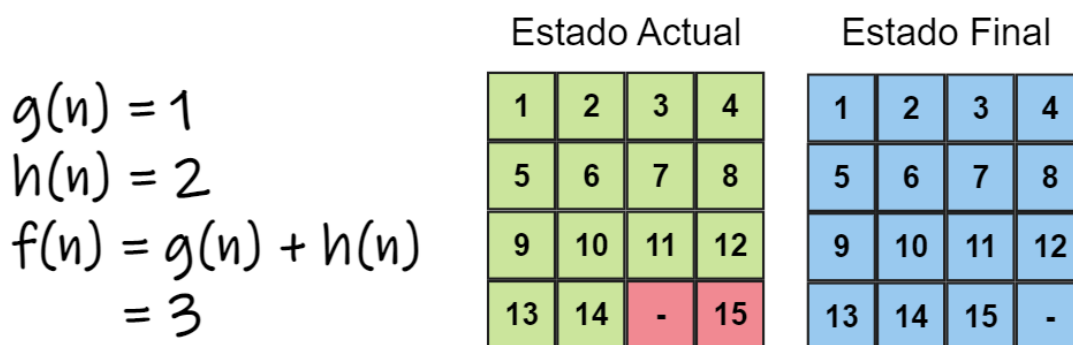 g(n) = 1
h(n) = 2
f(n) = g(n) + h(n)
= 3
Estado Actual
1 2 3 4
5 6 7 8
9 10 11 12
13 14 - 15
Estado Final
1 2 3 4
5 6 7 8
9 10 11 12
13 14 15 -